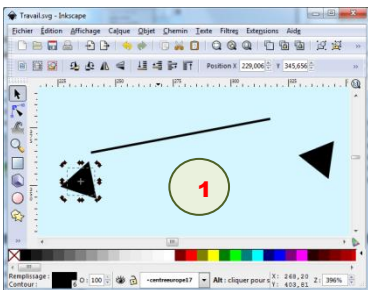 Travail.svg - Inkscape
Fichier Édition Affichage Calque Objet Chemin Texte Filtres Extensions Aide
Position X 229,006 Y 345,656
1
Remplissage : O : 100 -centreeurope17 Alt : cliquer pour s X : 268,20 Z : 396%
Contour : 6 Y : 403,81